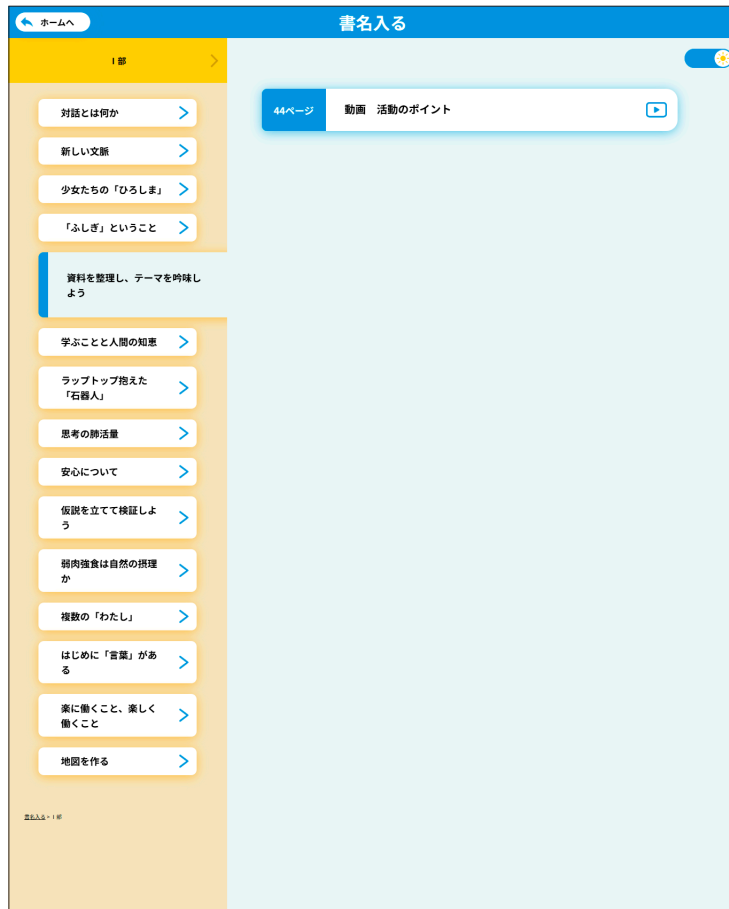 ホームへ
書名入る
Ⅰ部
対話とは何か
新しい文脈
少女たちの「ひろしま」
「ふしぎ」ということ
資料を整理し、テーマを吟味し
よう
学ぶことと人間の知恵
ラップトップ抱えた
「石器人」
思考の肺活量
安心について
仮説を立てて検証しよ
う
弱肉強食は自然の摂理
か
複数の「わたし」
はじめに「言葉」があ
る
楽に働くこと、楽しく
働くこと
地図を作る
書名入る > Ⅰ部
44ページ
動画　活動のポイント